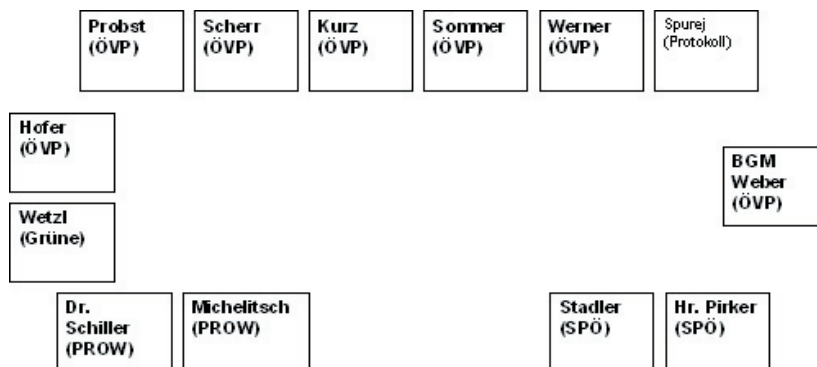 Probst
(ÖVP)
Scherr
(ÖVP)
Kurz
(ÖVP)
Sommer
(ÖVP)
Werner
(ÖVP)
Spurej
(Protokoll)
Hofer
(ÖVP)
BGM
Weber
(ÖVP)
Wetzl
(Grüne)
Dr.
Schiller
(PROW)
Michelitsch
(PROW)
Stadler
(SPÖ)
Hr. Pirker
(SPÖ)